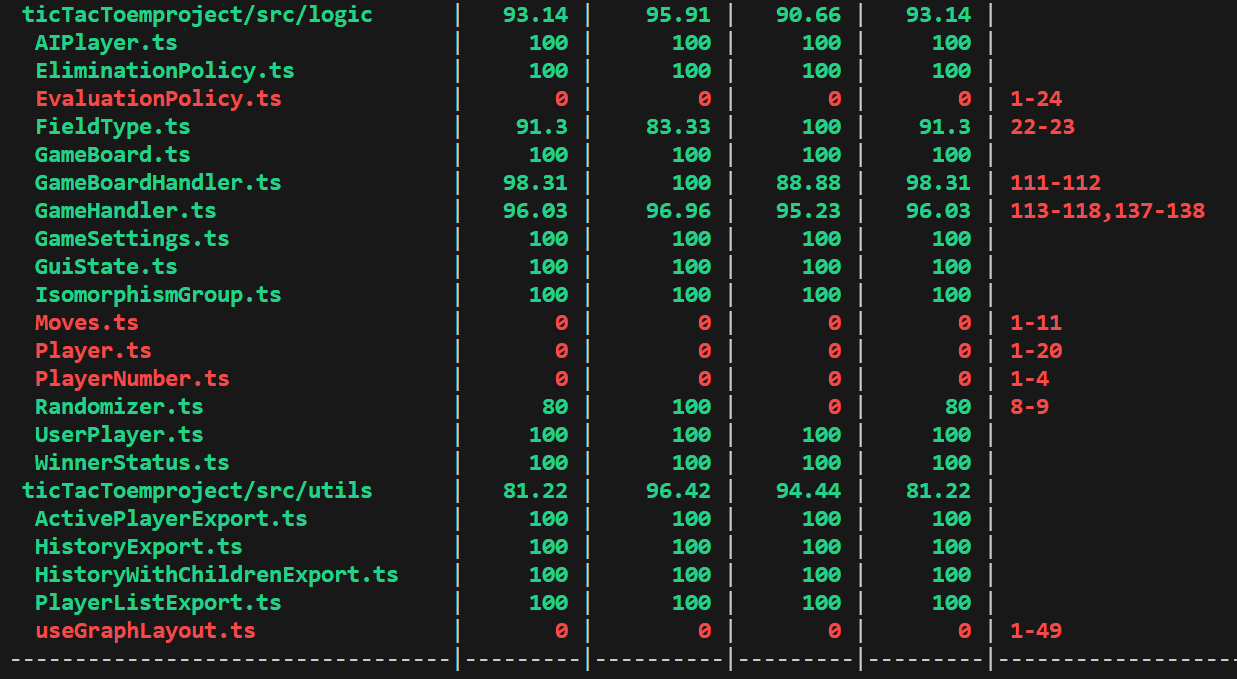 ticTacToemproject/src/logic | 93.14 | 95.91 | 90.66 | 93.14 |
AIPlayer.ts | 100 | 100 | 100 | 100 |
EliminationPolicy.ts | 100 | 100 | 100 | 100 |
EvaluationPolicy.ts | 0 | 0 | 0 | 0 | 1-24
FieldType.ts | 91.3 | 83.33 | 100 | 91.3 | 22-23
GameBoard.ts | 100 | 100 | 100 | 100 |
GameBoardHandler.ts | 98.31 | 100 | 88.88 | 98.31 | 111-112
GameHandler.ts | 96.03 | 96.96 | 95.23 | 96.03 | 113-118,137-138
GameSettings.ts | 100 | 100 | 100 | 100 |
GuiState.ts | 100 | 100 | 100 | 100 |
IsomorphismGroup.ts | 100 | 100 | 100 | 100 |
Moves.ts | 0 | 0 | 0 | 0 | 1-11
Player.ts | 0 | 0 | 0 | 0 | 1-20
PlayerNumber.ts | 0 | 0 | 0 | 0 | 1-4
Randomizer.ts | 80 | 100 | 0 | 80 | 8-9
UserPlayer.ts | 100 | 100 | 100 | 100 |
WinnerStatus.ts | 100 | 100 | 100 | 100 |
ticTacToemproject/src/utils | 81.22 | 96.42 | 94.44 | 81.22 |
ActivePlayerExport.ts | 100 | 100 | 100 | 100 |
HistoryExport.ts | 100 | 100 | 100 | 100 |
HistoryWithChildrenExport.ts | 100 | 100 | 100 | 100 |
PlayerListExport.ts | 100 | 100 | 100 | 100 |
useGraphLayout.ts | 0 | 0 | 0 | 0 | 1-49
----------------------------------|---------|----------|---------|---------|-------------------